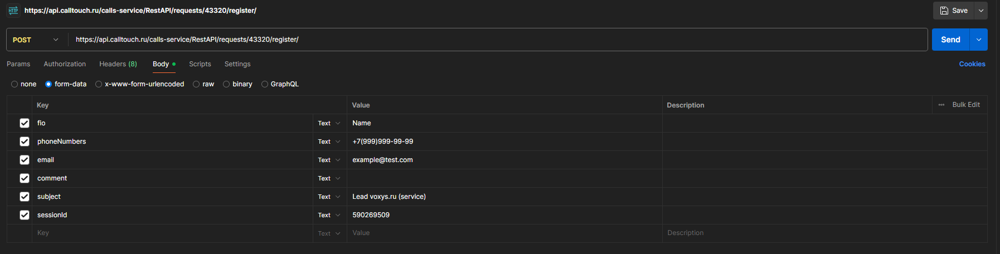 HTTP https://api.calltouch.ru/calls-service/RestAPI/requests/43320/register/ Save
POST https://api.calltouch.ru/calls-service/RestAPI/requests/43320/register/ Send
Params Authorization Headers (8) Body Scripts Settings Cookies
none form-data x-www-form-urlencoded raw binary GraphQL
Key Value Description Bulk Edit
fio Text Name
phoneNumbers Text +7(999)999-99-99
email Text example@test.com
comment Text
subject Text Lead voxys.ru (service)
sessionId Text 590269509
Key Text Value Description